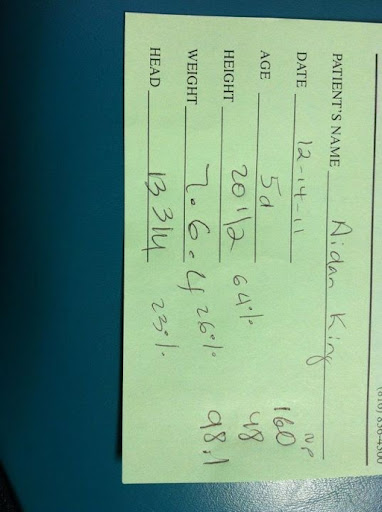 PATIENT'S NAME Aidan King
DATE 12-14-11
AGE 5d 160
HEIGHT 20 1/2 64% 48
WEIGHT 7.6.4 26% 98.1
HEAD 13 3/4 23%